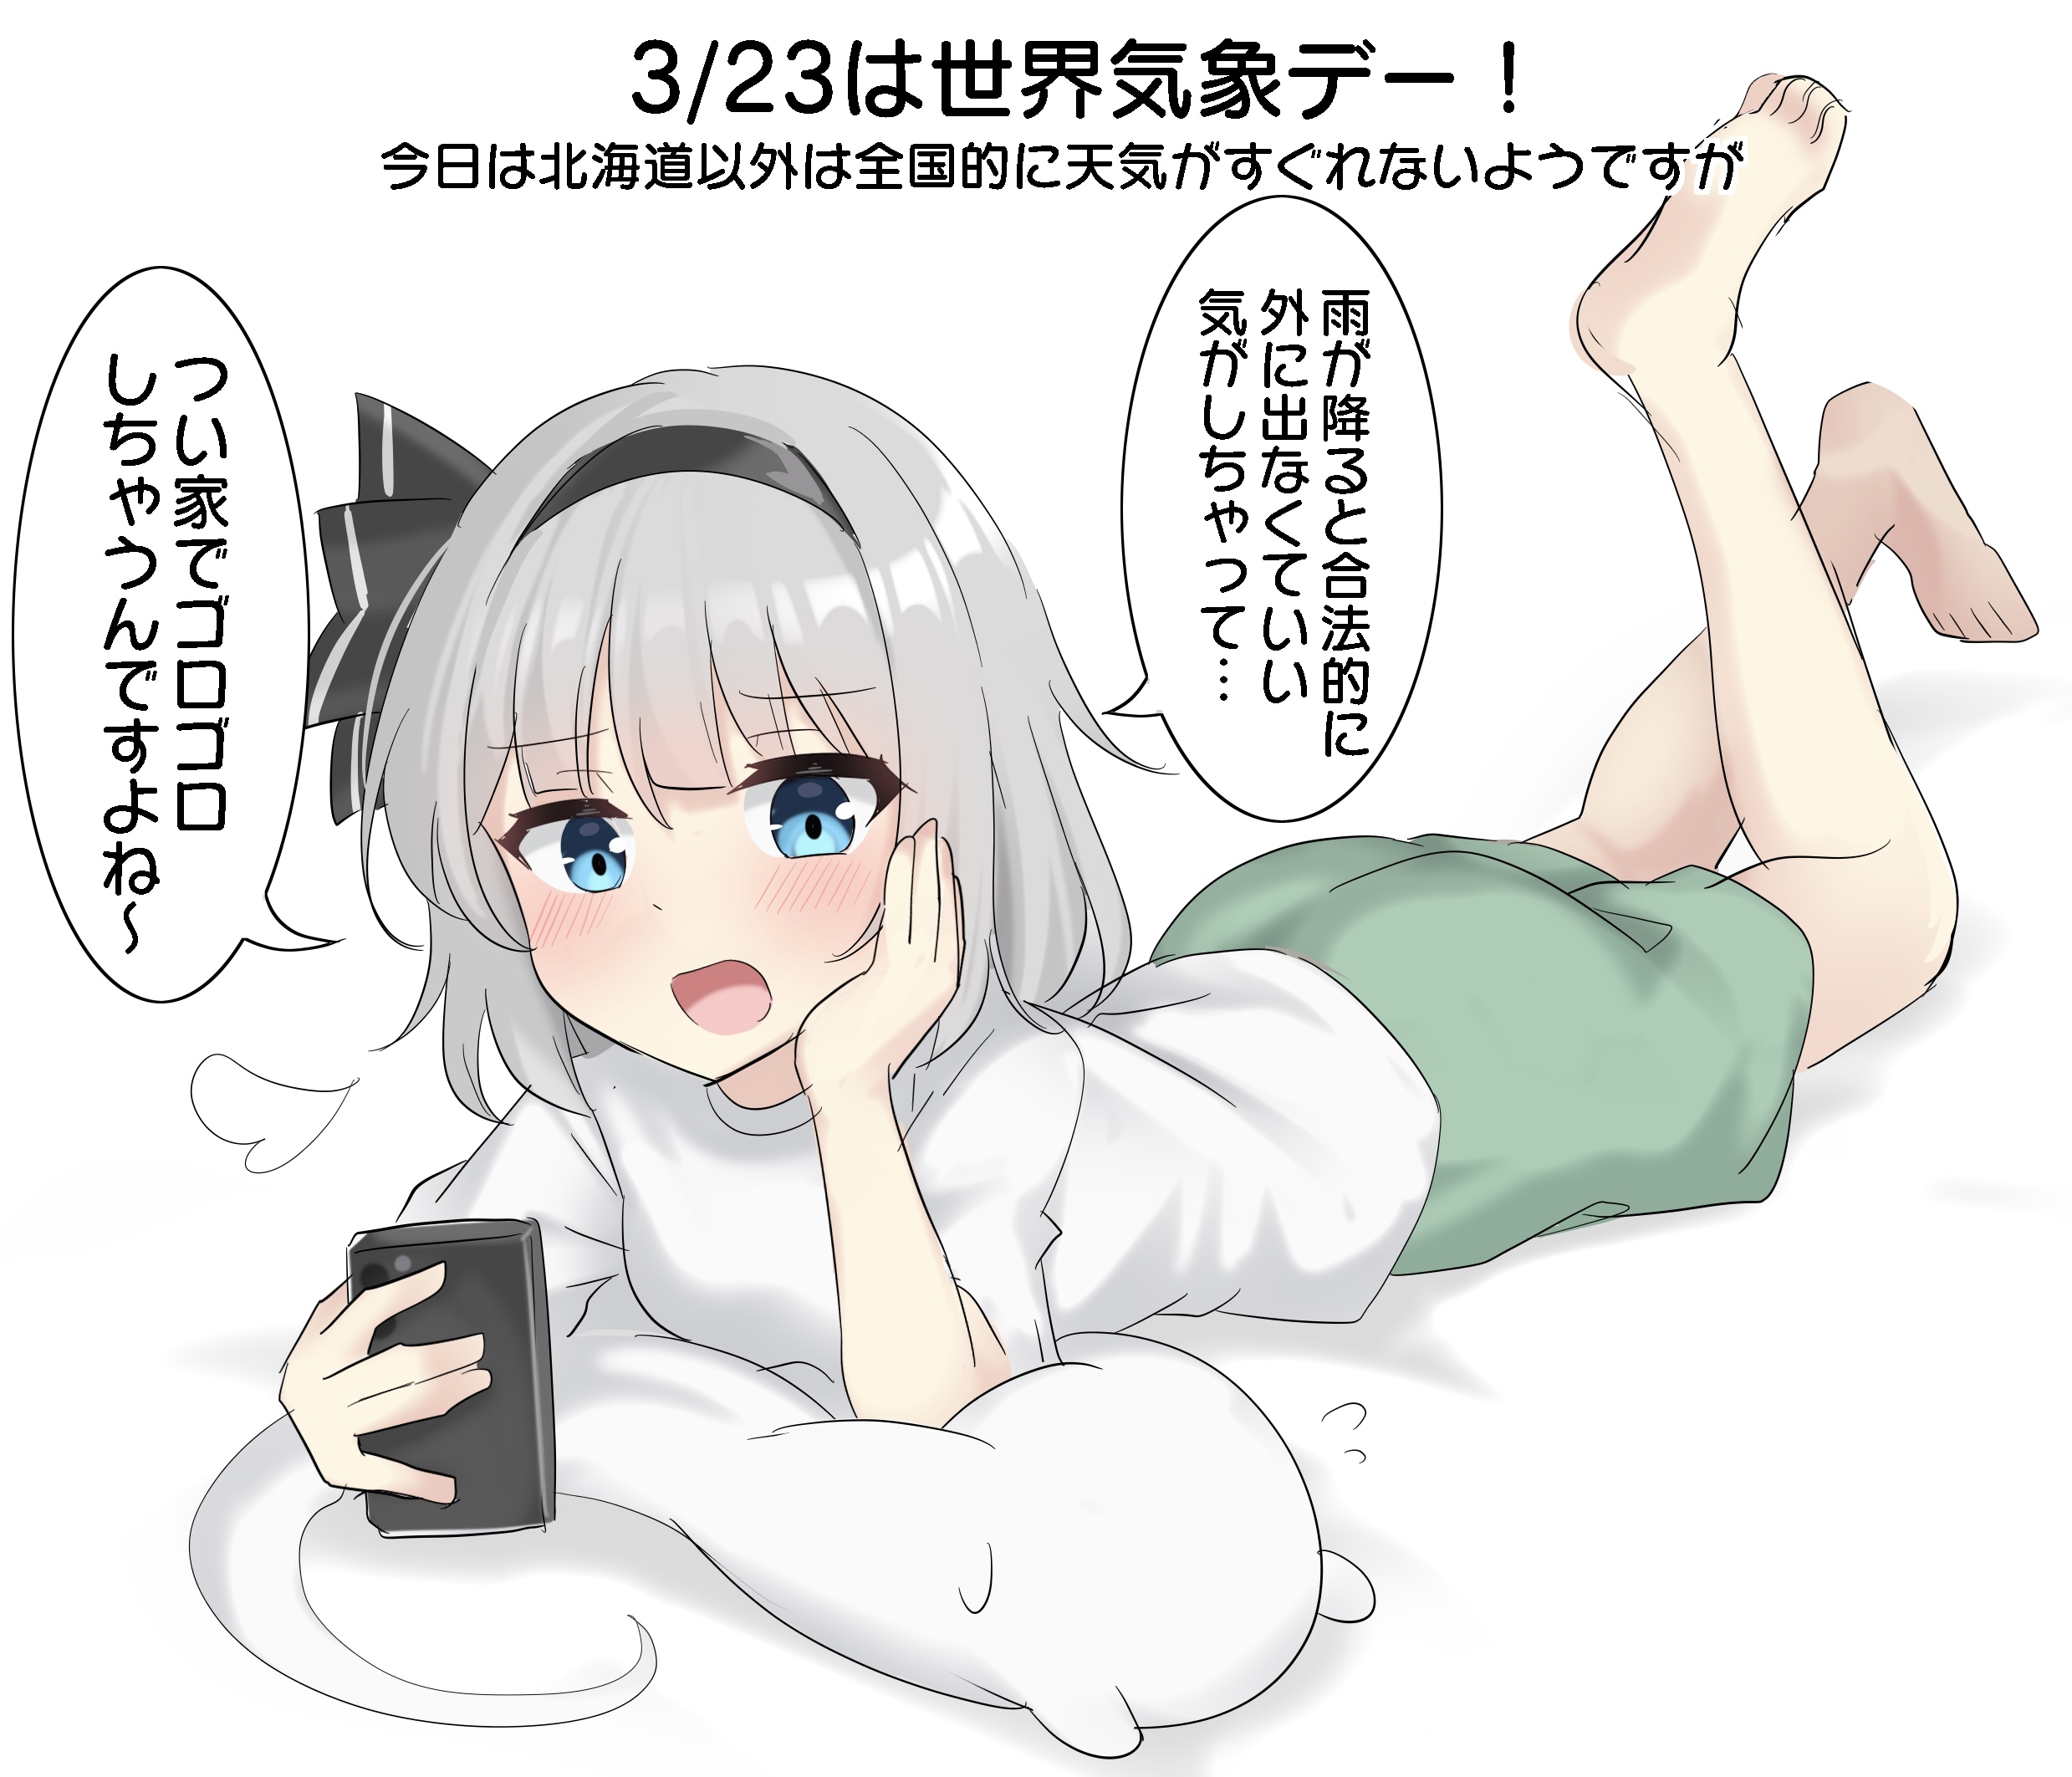 3/23は世界気象デー！
今日は北海道以外は全国的に天気がすぐれないようですが
雨が降ると合法的に
外に出なくていい
気がしちゃって…
つい家でゴロゴロ
しちゃうんですよね～